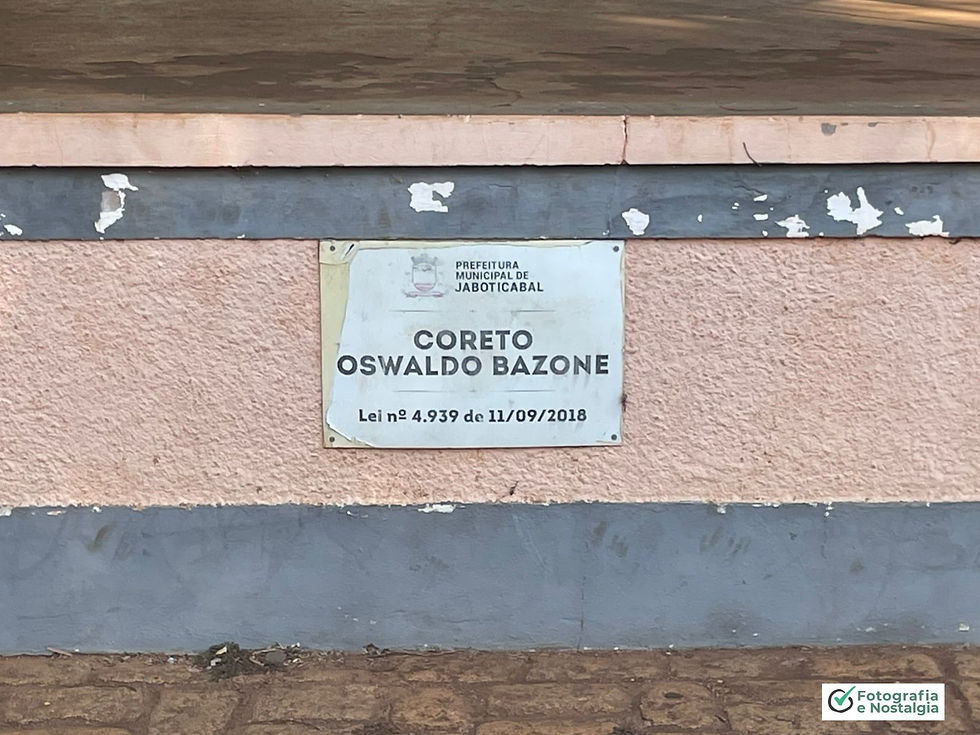 PREFEITURA
MUNICIPAL DE
JABOTICABAL
CORETO
OSWALDO BAZONE
Lei nº 4.939 de 11/09/2018
Fotografia
e Nostalgia